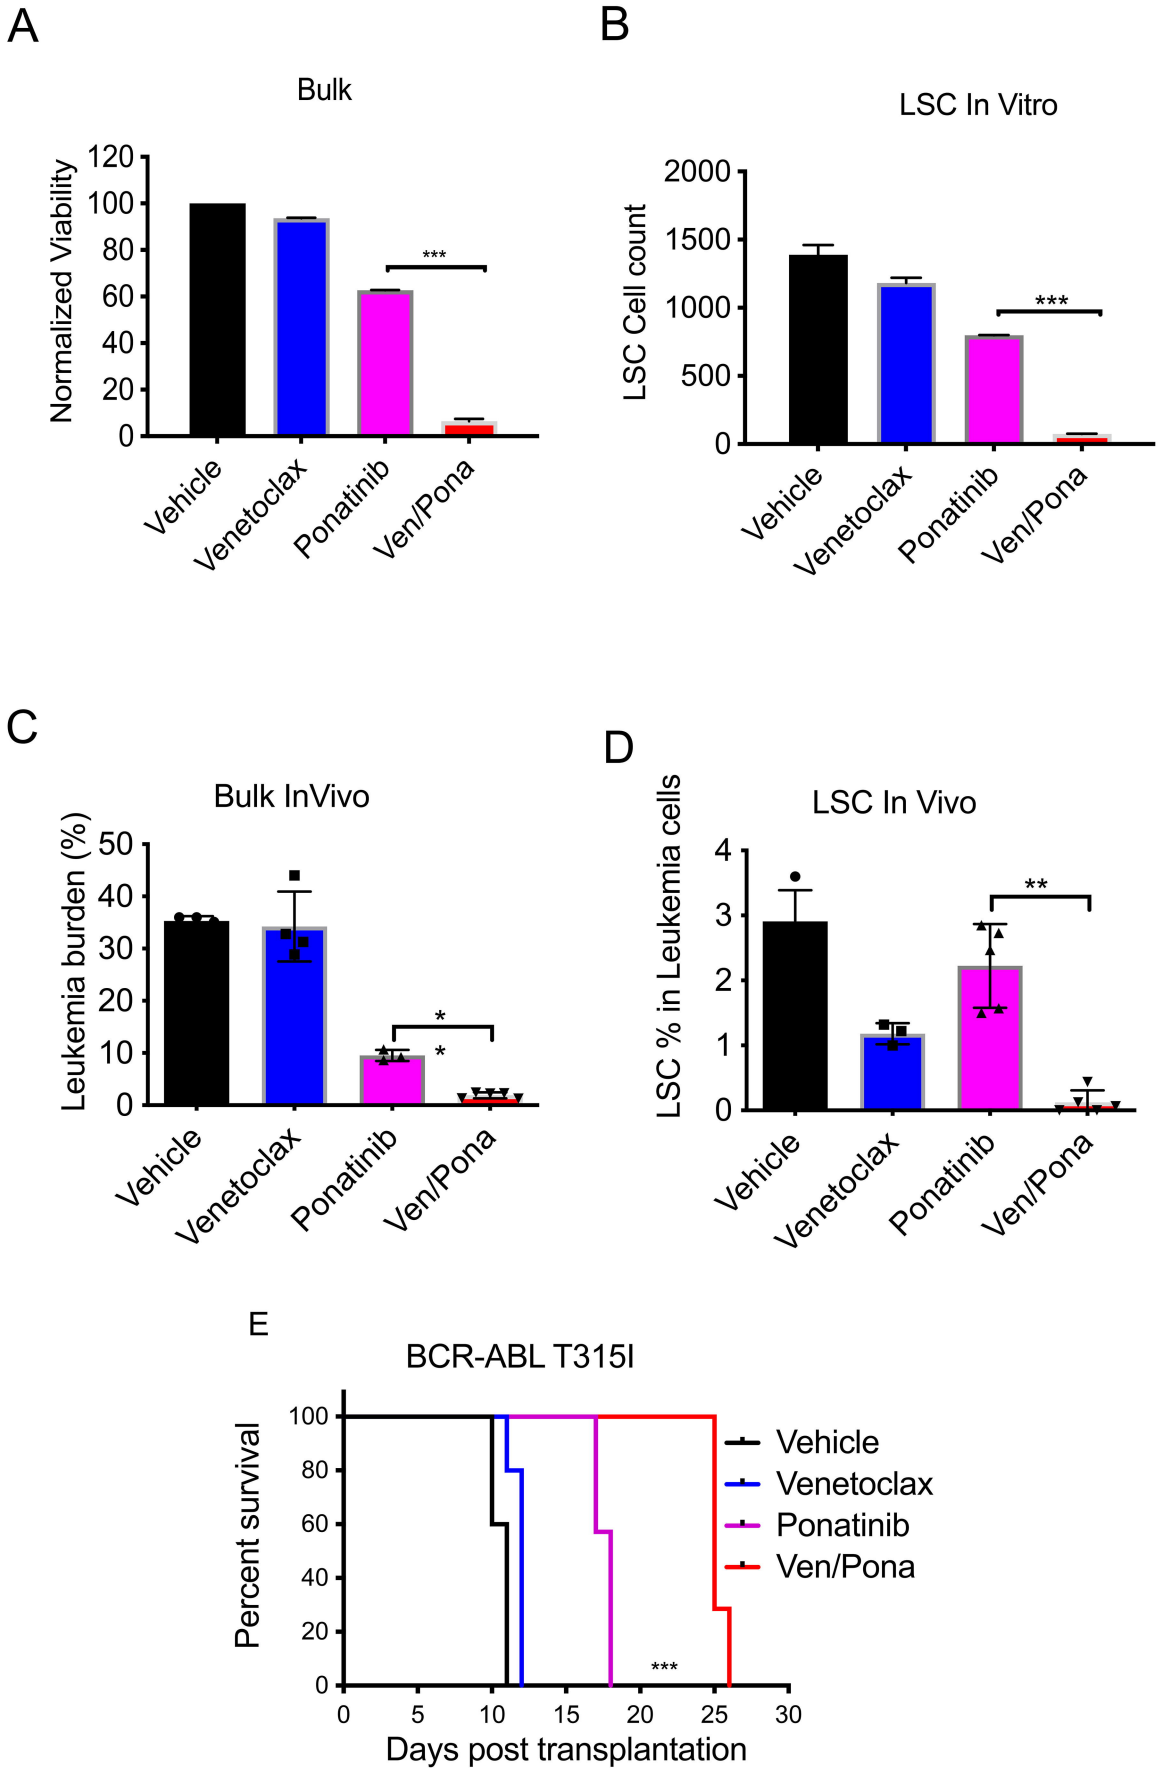 A
Bulk
Normalized Viability
120
100
80
60
40
20
0
***
Vehicle
Venetoclax
Ponatinib
Ven/Pona
B
LSC In Vitro
LSC Cell count
2000
1500
1000
500
0
***
Vehicle
Venetoclax
Ponatinib
Ven/Pona
C
Bulk InVivo
Leukemia burden (%)
50
40
30
20
10
0
*
*
Vehicle
Venetoclax
Ponatinib
Ven/Pona
D
LSC In Vivo
LSC % in Leukemia cells
4
3
2
1
0
**
Vehicle
Venetoclax
Ponatinib
Ven/Pona
E
BCR-ABL T315I
Percent survival
100
80
60
40
20
0
***
0 5 10 15 20 25 30
Days post transplantation
Vehicle
Venetoclax
Ponatinib
Ven/Pona